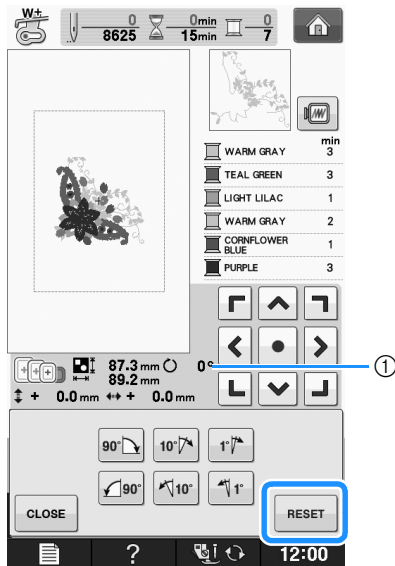 W+
0 0min 0
8625 15min 7
min
WARM GRAY 3
TEAL GREEN 3
LIGHT LILAC 1
WARM GRAY 2
CORNFLOWER
BLUE 1
PURPLE 3
87.3 mm 0°
89.2 mm
+ 0.0 mm + 0.0 mm
①
90° 10° 1°
90° 10° 1°
CLOSE RESET
? 12:00